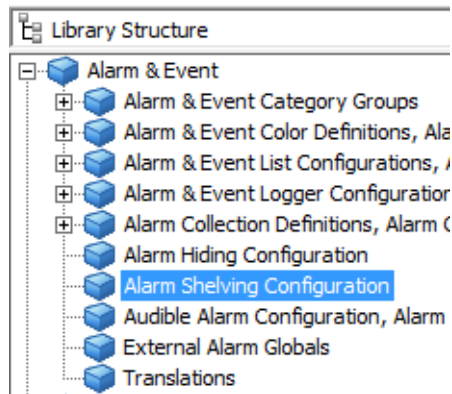 Library Structure
Alarm & Event
Alarm & Event Category Groups
Alarm & Event Color Definitions, Ala
Alarm & Event List Configurations, A
Alarm & Event Logger Configuration
Alarm Collection Definitions, Alarm C
Alarm Hiding Configuration
Alarm Shelving Configuration
Audible Alarm Configuration, Alarm
External Alarm Globals
Translations